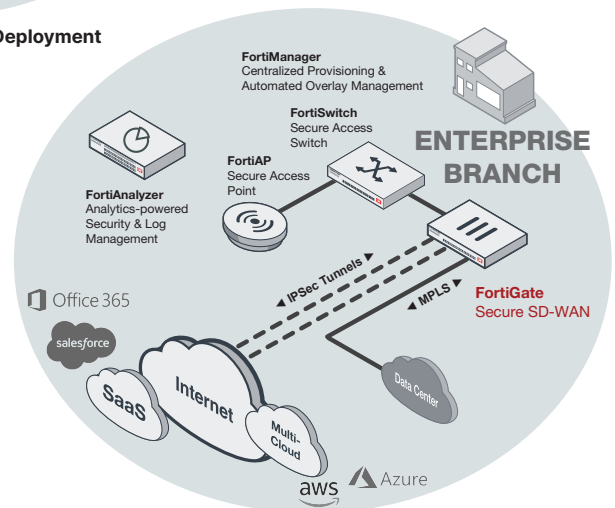 Deployment
FortiManager
Centralized Provisioning &
Automated Overlay Management
FortiSwitch
Secure Access
Switch
ENTERPRISE
BRANCH
FortiAP
Secure Access
Point
FortiAnalyzer
Analytics-powered
Security & Log
Management
◄ IPSec Tunnels ►
◄ MPLS ►
FortiGate
Secure SD-WAN
Office 365
salesforce
SaaS
Internet
Multi-
Cloud
Data Center
aws
Azure